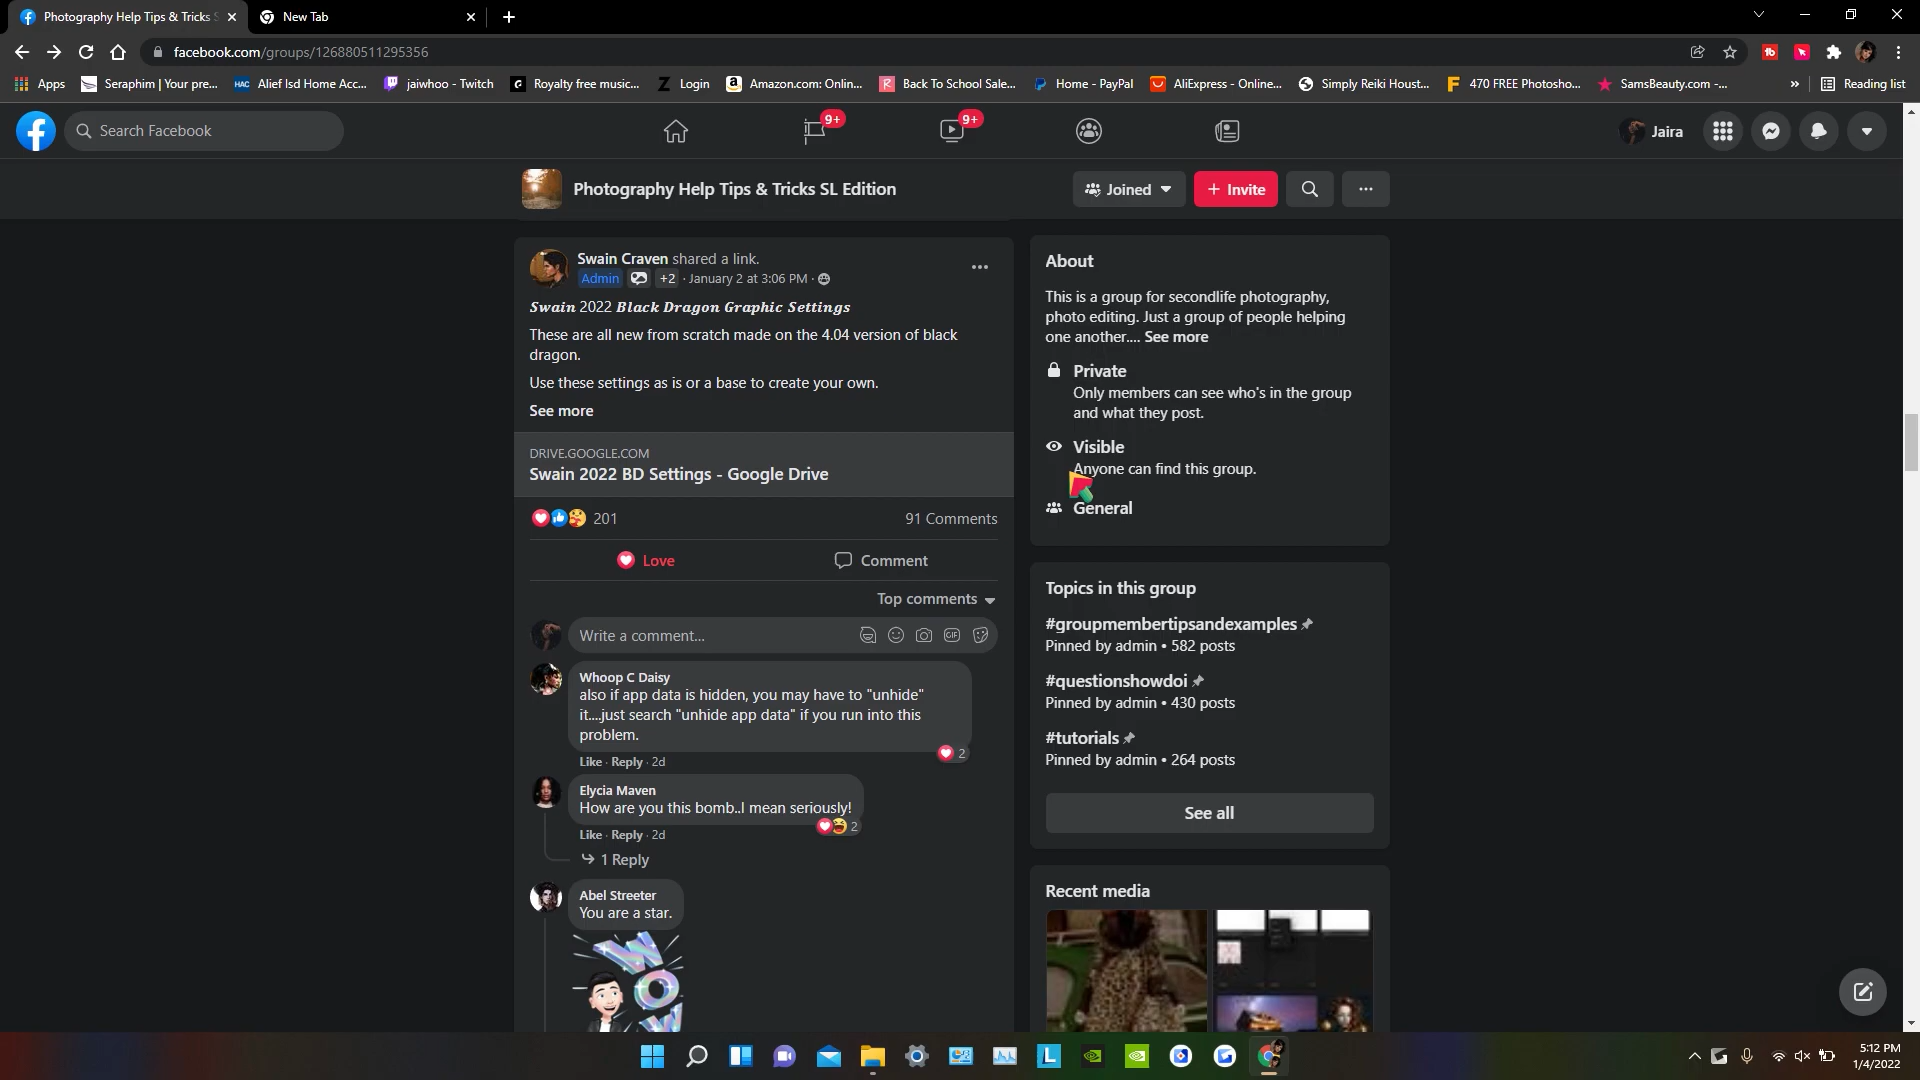 Photography Help Tips & Tricks S
New Tab
facebook.com/groups/126880511295356
Apps
Seraphim | Your pre...
HAC
Alief Isd Home Acc...
jaiwhoo - Twitch
Royalty free music...
Login
Amazon.com: Onlin...
Back To School Sale...
Home - PayPal
AliExpress - Online...
Simply Reiki Houst...
470 FREE Photosho...
SamsBeauty.com -...
»
Reading list
Search Facebook
9+
9+
Jaira
Photography Help Tips & Tricks SL Edition
Joined
+ Invite
Swain Craven shared a link.
Admin +2 · January 2 at 3:06 PM ·
𝑺𝒘𝒂𝒊𝒏 2022 𝑩𝒍𝒂𝒄𝒌 𝑫𝒓𝒂𝒈𝒐𝒏 𝑮𝒓𝒂𝒑𝒉𝒊𝒄 𝑺𝒆𝒕𝒕𝒊𝒏𝒈𝒔
These are all new from scratch made on the 4.04 version of black
dragon.
Use these settings as is or a base to create your own.
See more
DRIVE.GOOGLE.COM
Swain 2022 BD Settings - Google Drive
201
91 Comments
Love
Comment
Top comments
Write a comment...
GIF
Whoop C Daisy
also if app data is hidden, you may have to "unhide"
it....just search "unhide app data" if you run into this
problem.
2
Like · Reply · 2d
Elycia Maven
How are you this bomb..I mean seriously!
2
Like · Reply · 2d
1 Reply
Abel Streeter
You are a star.
WOW
About
This is a group for secondlife photography,
photo editing. Just a group of people helping
one another.... See more
Private
Only members can see who's in the group
and what they post.
Visible
Anyone can find this group.
General
Topics in this group
#groupmembertipsandexamples
Pinned by admin • 582 posts
#questionshowdoi
Pinned by admin • 430 posts
#tutorials
Pinned by admin • 264 posts
See all
Recent media
5:12 PM
1/4/2022